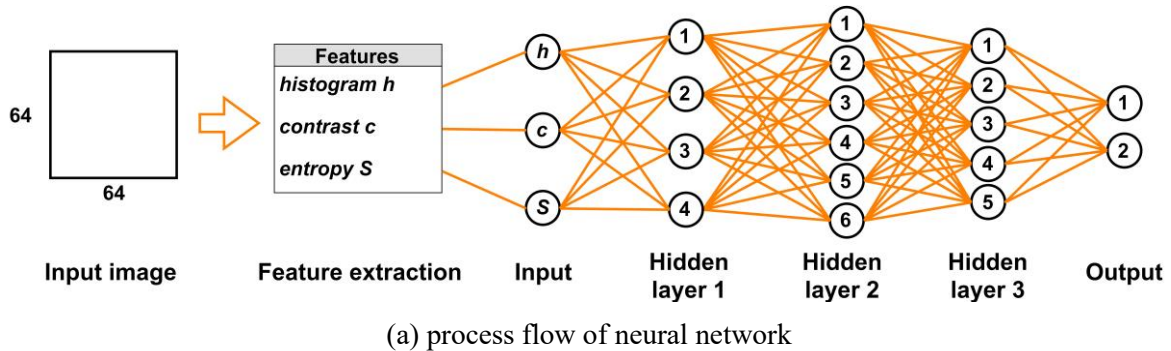 64
64
Input image
Features
histogram h
contrast c
entropy S
Feature extraction
h
c
S
Input
1
2
3
4
Hidden
layer 1
1
2
3
4
5
6
Hidden
layer 2
1
2
3
4
5
Hidden
layer 3
1
2
Output
(a) process flow of neural network